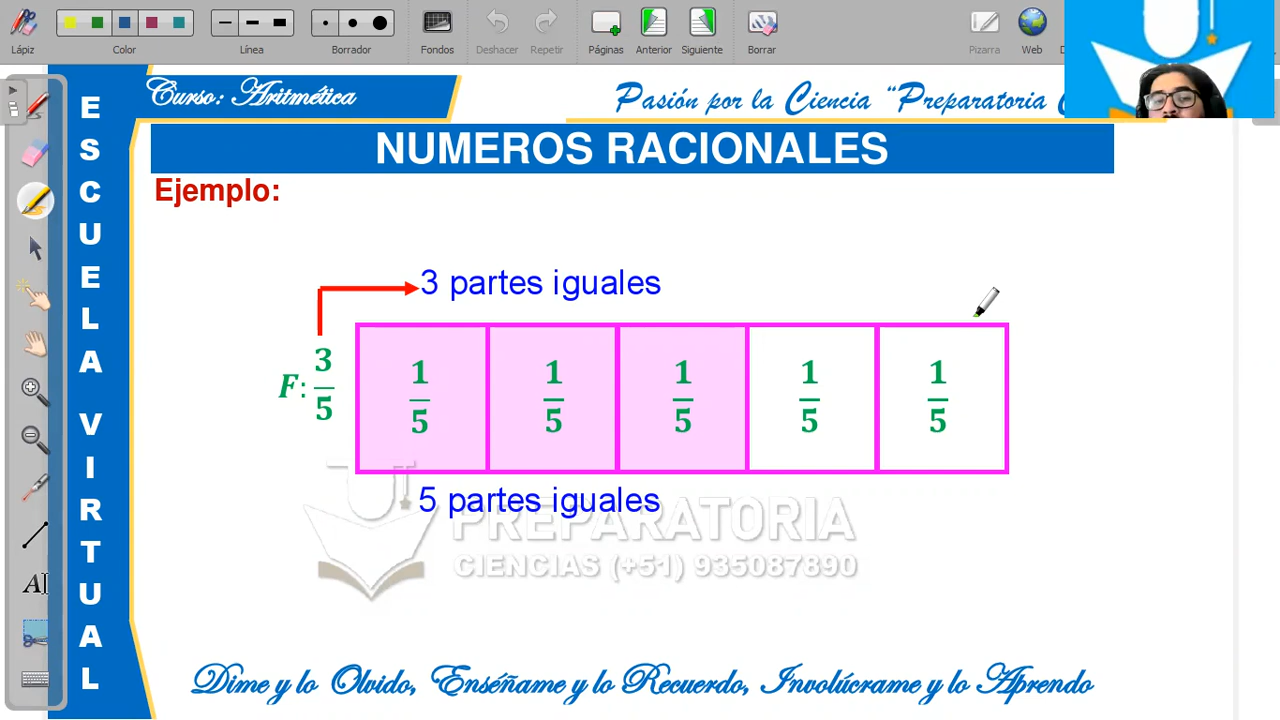 Lápiz
Color
Línea
Borrador
Fondos
Deshacer
Repetir
Páginas
Anterior
Siguiente
Borrar
Pizarra
Web
Curso: Aritmética
Pasión por la Ciencia “Preparatoria
NUMEROS RACIONALES
Ejemplo:
3 partes iguales
F: 3/5
1/5 1/5 1/5 1/5 1/5
5 partes iguales
PREPARATORIA
CIENCIAS (+51) 935087890
ESCUELA VIRTUAL
AI
Dime y lo Olvido, Enséñame y lo Recuerdo, Involúcrame y lo Aprendo